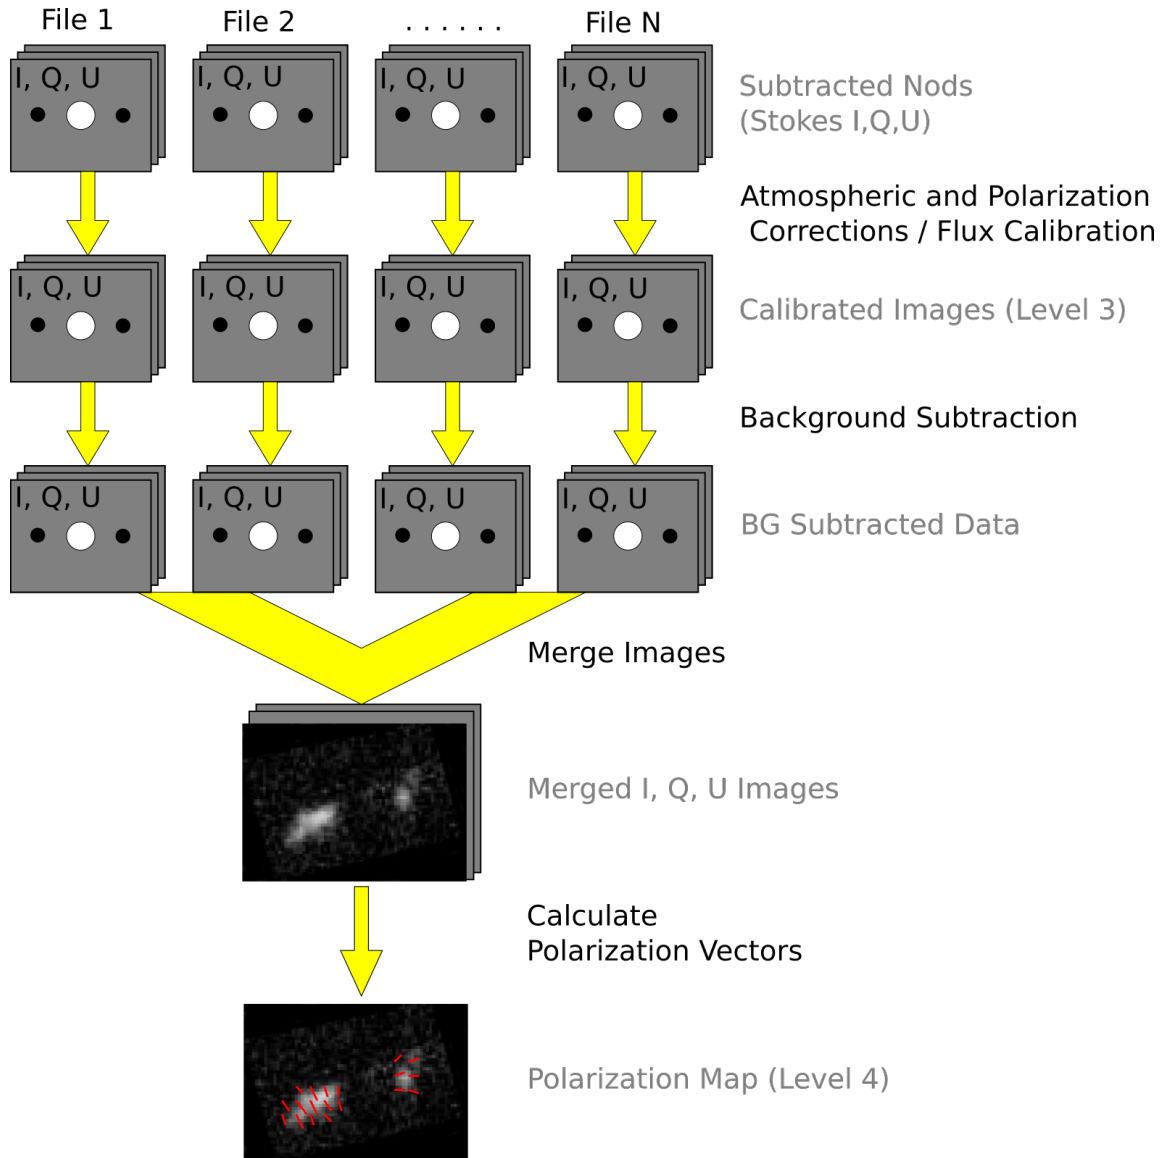 File 1 File 2 . . . . . . File N
I, Q, U I, Q, U I, Q, U I, Q, U
Subtracted Nods
(Stokes I,Q,U)
Atmospheric and Polarization
Corrections / Flux Calibration
I, Q, U I, Q, U I, Q, U I, Q, U
Calibrated Images (Level 3)
Background Subtraction
I, Q, U I, Q, U I, Q, U I, Q, U
BG Subtracted Data
Merge Images
Merged I, Q, U Images
Calculate
Polarization Vectors
Polarization Map (Level 4)